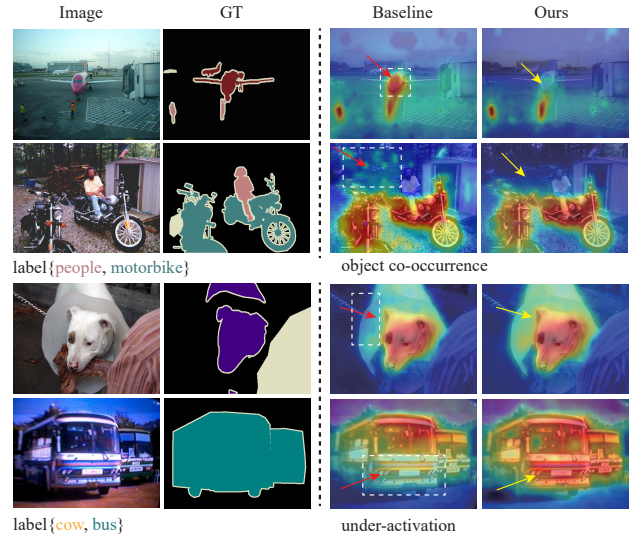 Image GT Baseline Ours
label{people, motorbike} object co-occurrence
label{cow, bus} under-activation